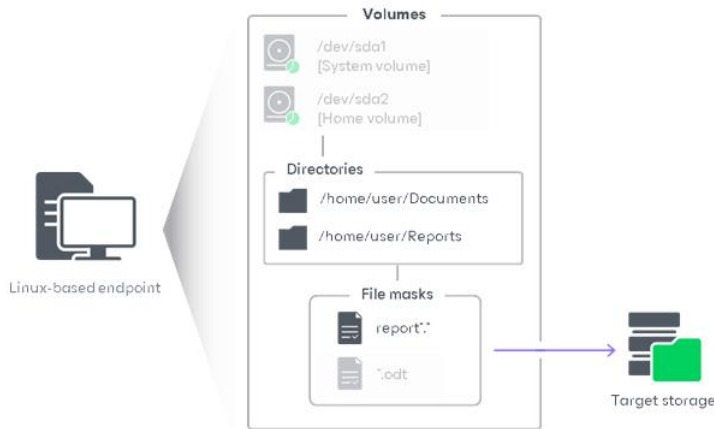 Volumes
/dev/sda1
[System volume]
/dev/sda2
[Home volume]
Directories
/home/user/Documents
/home/user/Reports
Linux-based endpoint
File masks
report*.*
*.odt
Target storage